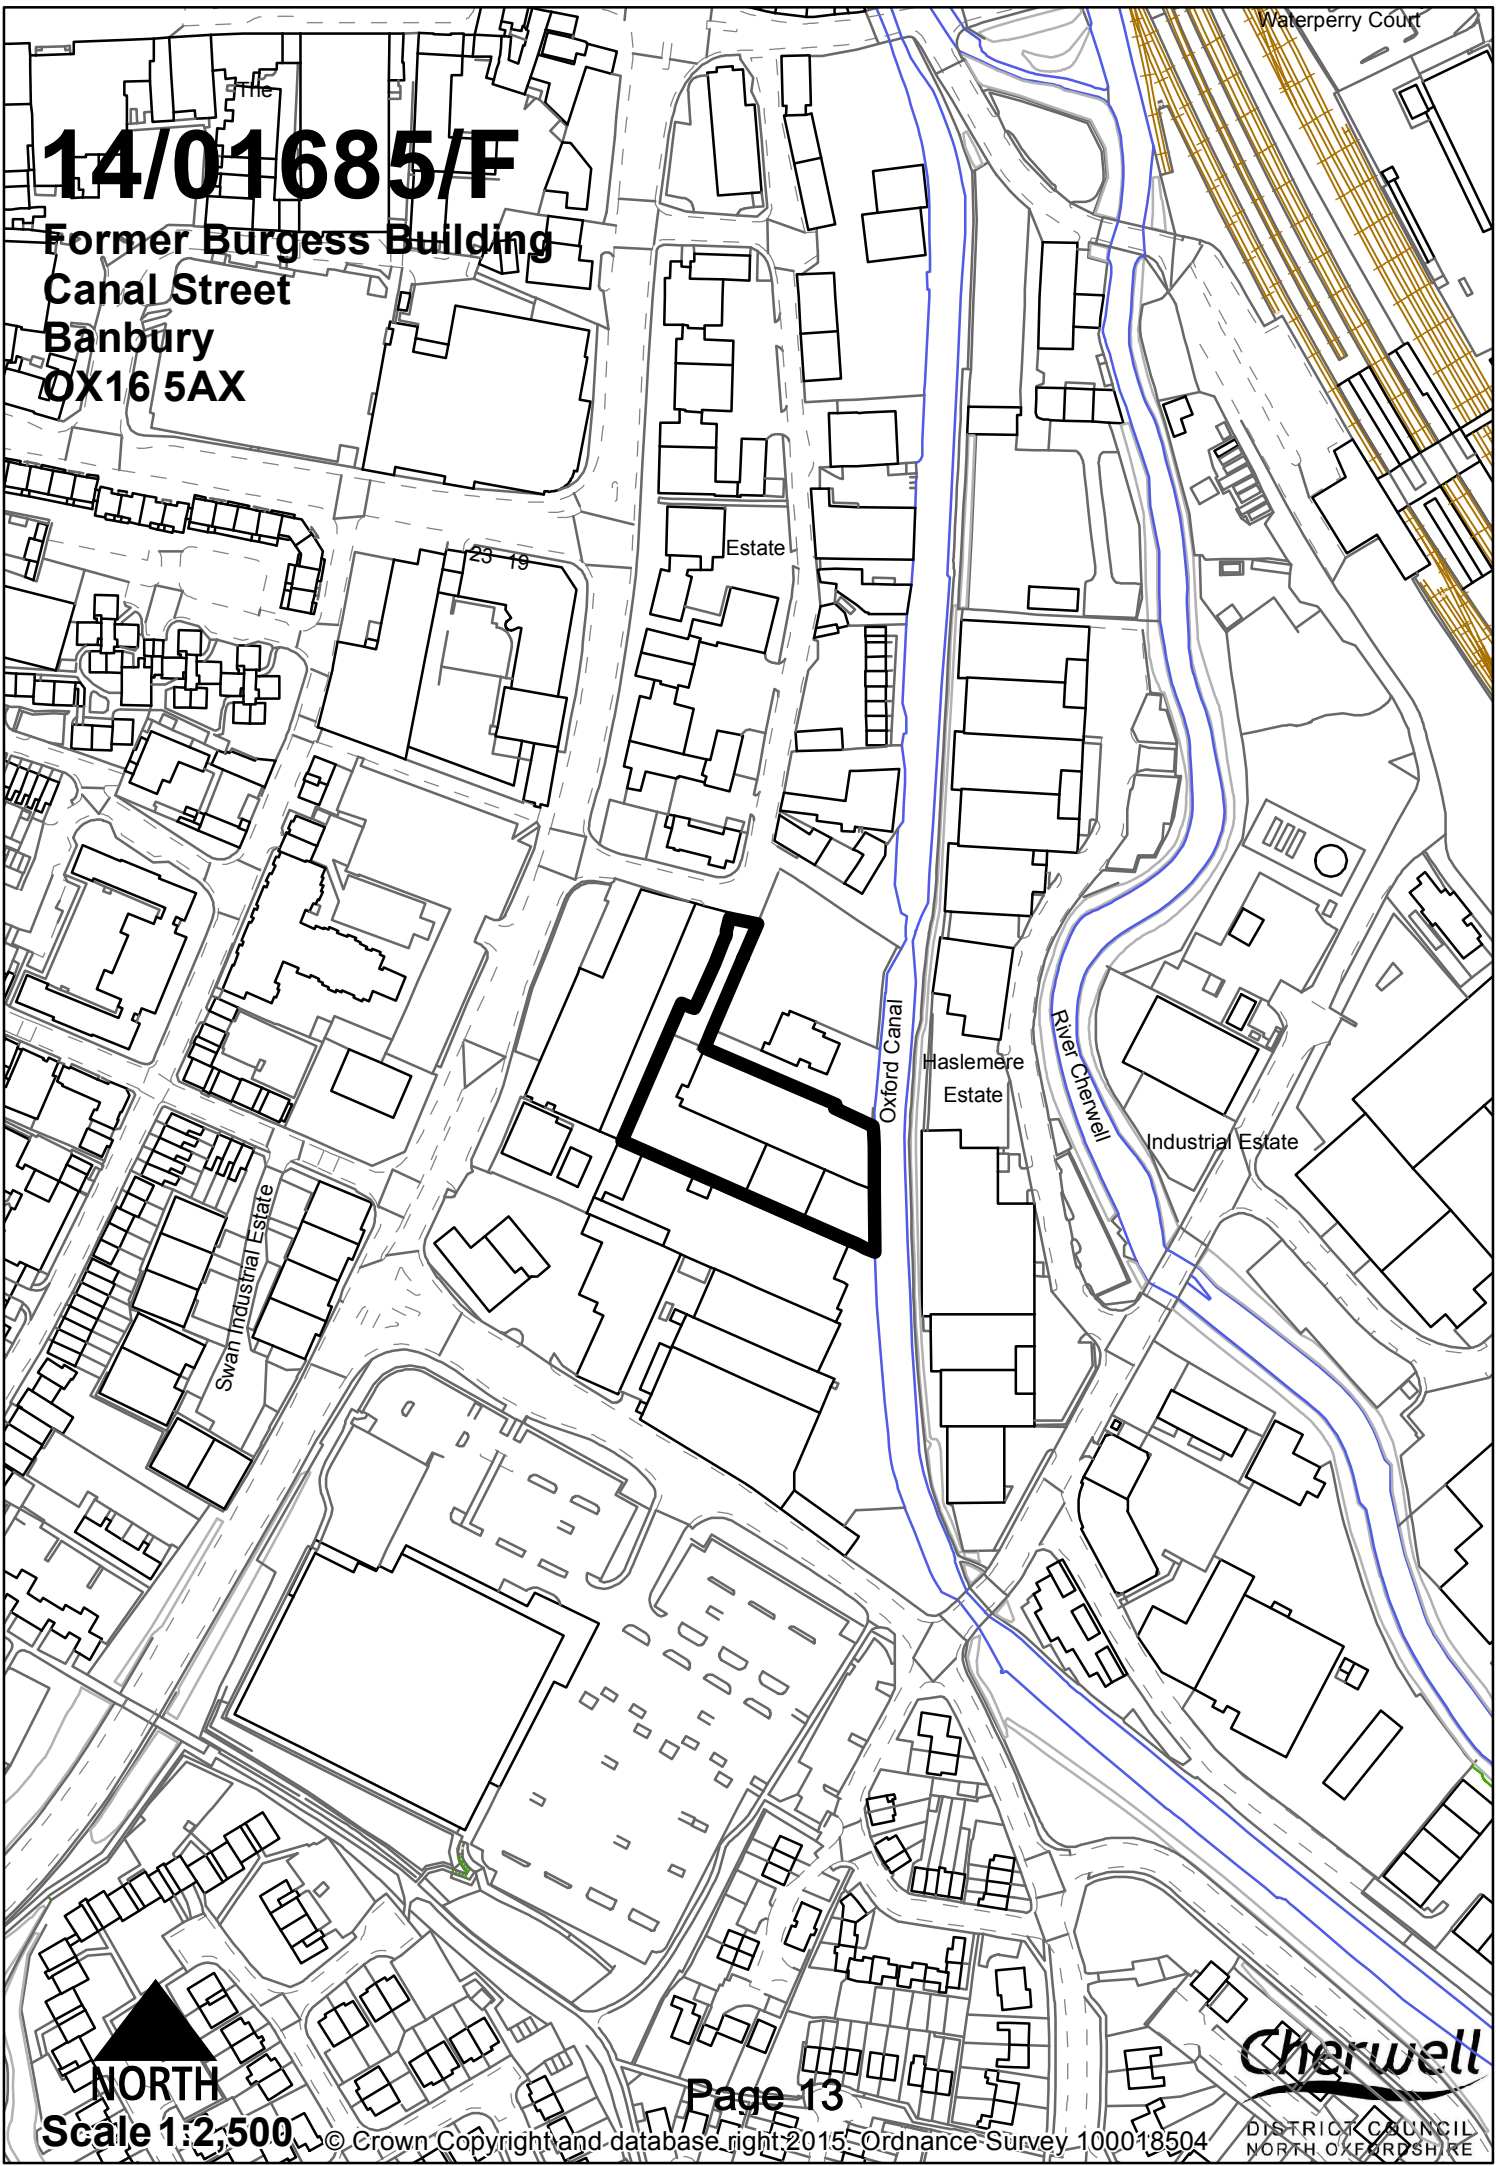 Waterperry Court
The
14/01685/F
Former Burgess Building
Canal Street
Banbury
OX16 5AX
23 19
Estate
Oxford Canal
Haslemere
Estate
River Cherwell
Industrial Estate
Swan Industrial Estate
NORTH
Scale 1:2,500
Page 13
© Crown Copyright and database right 2015. Ordnance Survey 100018504
Cherwell
DISTRICT COUNCIL
NORTH OXFORDSHIRE